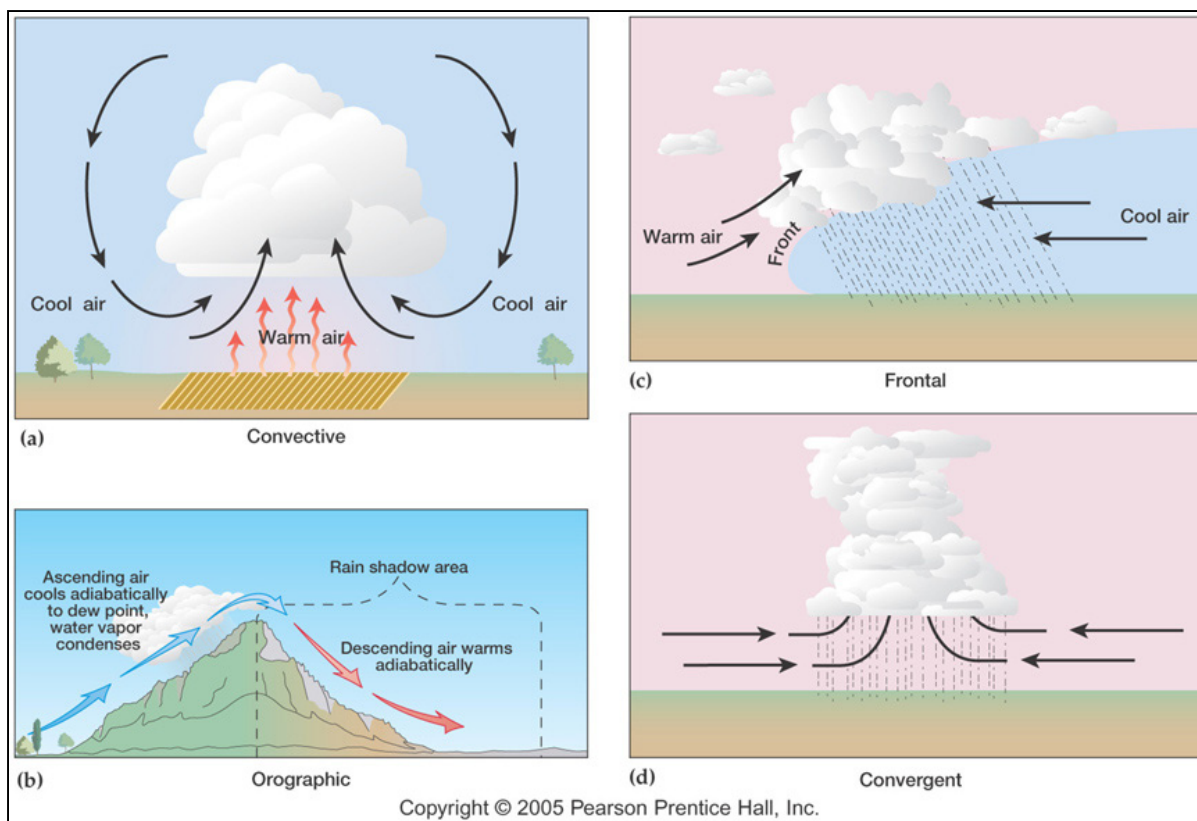 Cool air
Warm air
Cool air
(a)
Convective
Ascending air
cools adiabatically
to dew point,
water vapor
condenses
Rain shadow area
Descending air warms
adiabatically
(b)
Orographic
Warm air
Front
Cool air
(c)
Frontal
(d)
Convergent
Copyright © 2005 Pearson Prentice Hall, Inc.